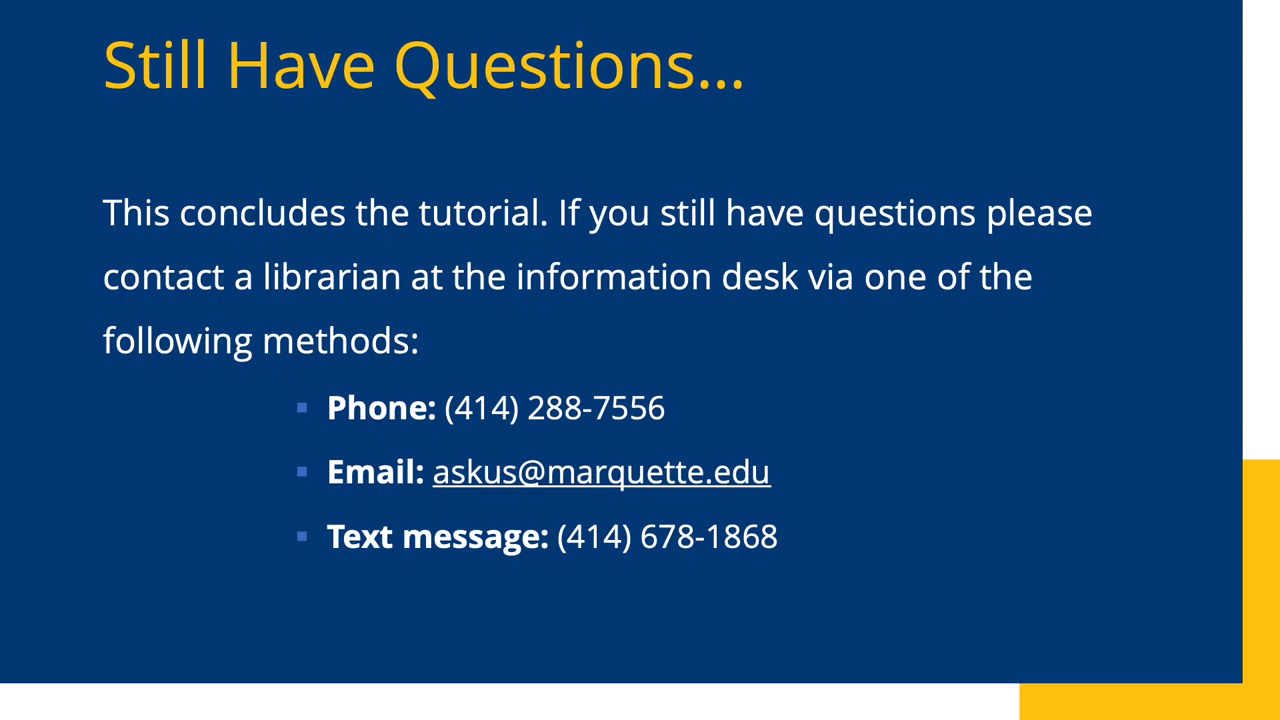 Still Have Questions...
This concludes the tutorial. If you still have questions please
contact a librarian at the information desk via one of the
following methods:
▪ Phone: (414) 288-7556
▪ Email: askus@marquette.edu
▪ Text message: (414) 678-1868